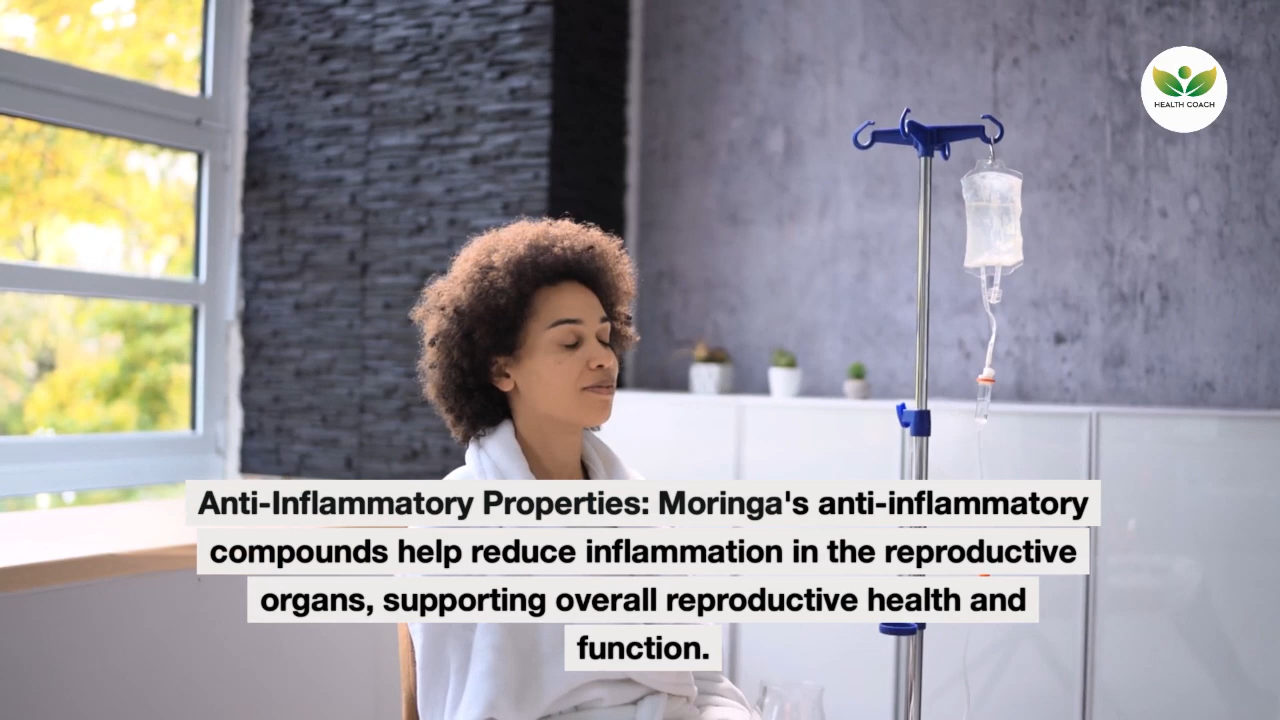 HEALTH COACH
Anti-Inflammatory Properties: Moringa's anti-inflammatory
compounds help reduce inflammation in the reproductive
organs, supporting overall reproductive health and
function.